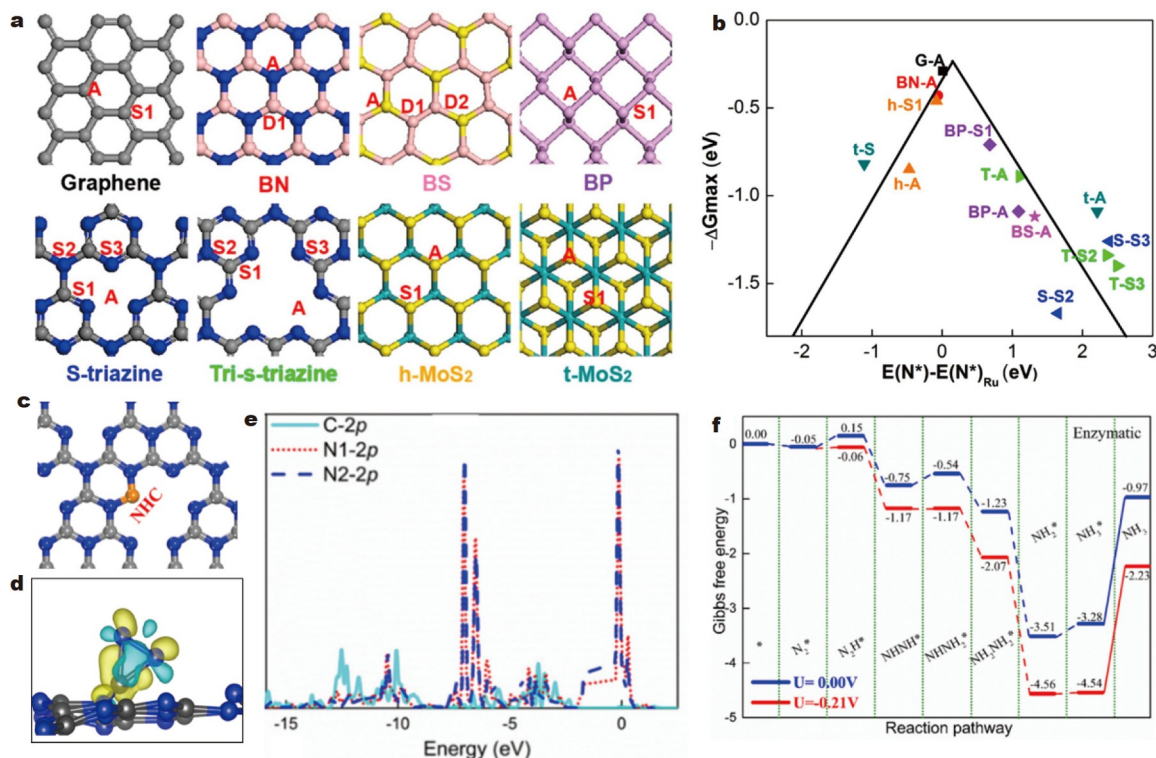 a
A
S1
Graphene
A
D1
BN
A
D1
D2
BS
A
S1
BP
S2
S3
S1
A
S-triazine
S2
S3
S1
A
Tri-s-triazine
A
S1
h-MoS₂
A
S1
t-MoS₂
b
-0.0
-0.5
-1.0
-1.5
−ΔGmax (eV)
G-A
BN-A
h-S1
BP-S1
t-S
h-A
T-A
BP-A
BS-A
t-A
S-S3
T-S2
T-S3
S-S2
-2 -1 0 1 2 3
E(N*)-E(N*)Ru (eV)
c
NHC
d
e
C-2p
N1-2p
N2-2p
-15 -10 -5 0
Energy (eV)
f
Enzymatic
0
-1
-2
-3
-4
-5
Gibbs free energy
0.00
-0.05
0.15
-0.06
-0.75
-1.17
-0.54
-1.17
-1.23
-2.07
-3.51
-4.56
-3.28
-4.54
-0.97
-2.23
*
N₂*
N₂H*
NHNH*
NHNH₂*
NH₂NH₂*
NH₂*
NH₃*
NH₃
U= 0.00V
U=-0.21V
Reaction pathway